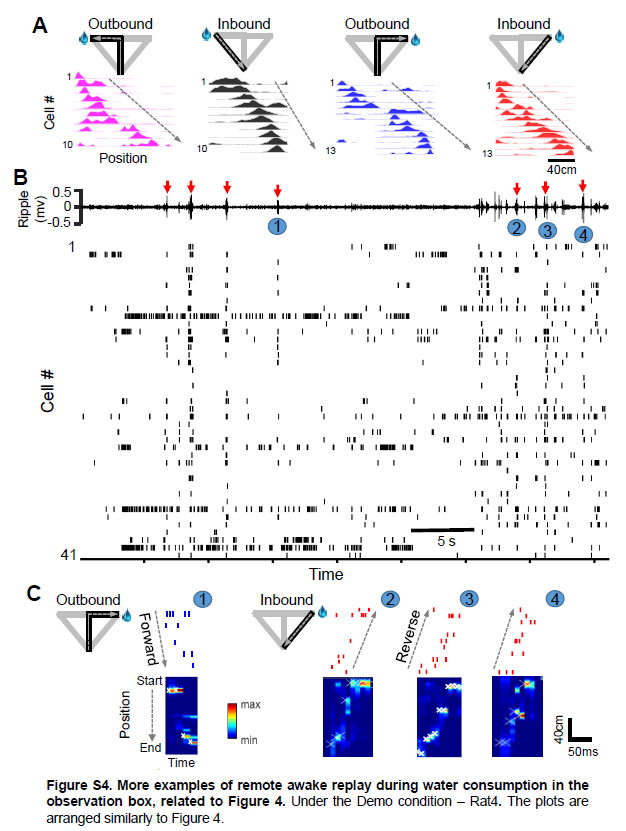 A
Outbound
Inbound
Outbound
Inbound
Cell #
1
10
Position
1
10
1
13
1
13
40cm
B
Ripple
(mv)
0.5
0
-0.5
1
2
3
4
Cell #
1
41
5 s
Time
C
Outbound
Forward
1
Inbound
2
Reverse
3
4
Position
Start
End
Time
max
min
40cm
50ms
Figure S4. More examples of remote awake replay during water consumption in the
observation box, related to Figure 4. Under the Demo condition – Rat4. The plots are
arranged similarly to Figure 4.